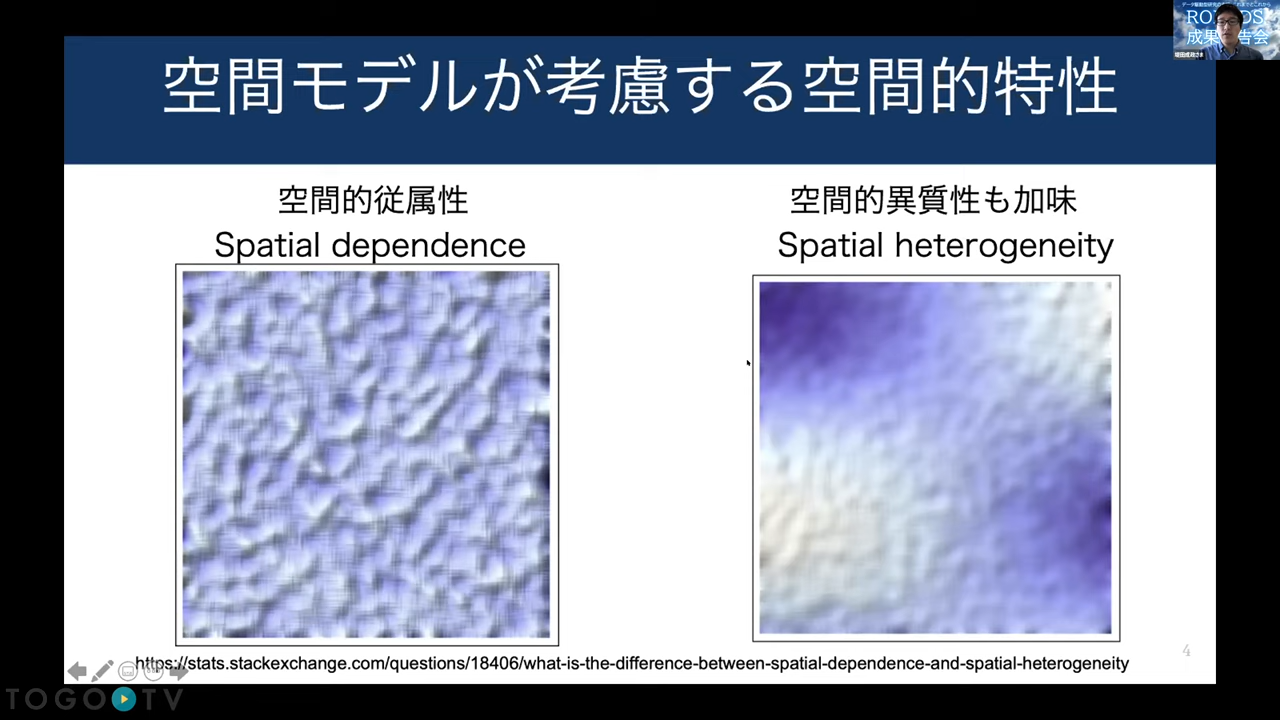 空間モデルが考慮する空間的特性
空間的従属性
Spatial dependence
空間的異質性も加味
Spatial heterogeneity
https://stats.stackexchange.com/questions/18406/what-is-the-difference-between-spatial-dependence-and-spatial-heterogeneity
4
TOGO TV